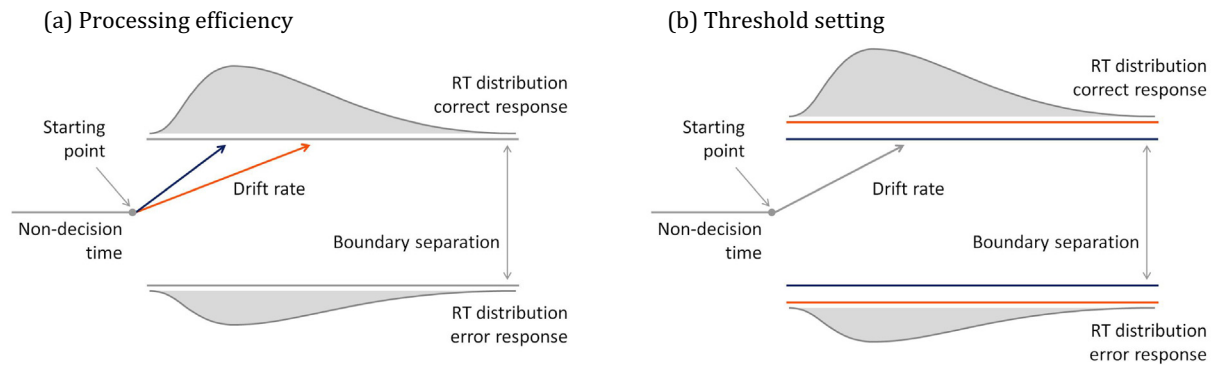 (a) Processing efficiency
RT distribution
correct response
Starting
point
Drift rate
Non-decision
time
Boundary separation
RT distribution
error response
(b) Threshold setting
RT distribution
correct response
Starting
point
Drift rate
Non-decision
time
Boundary separation
RT distribution
error response